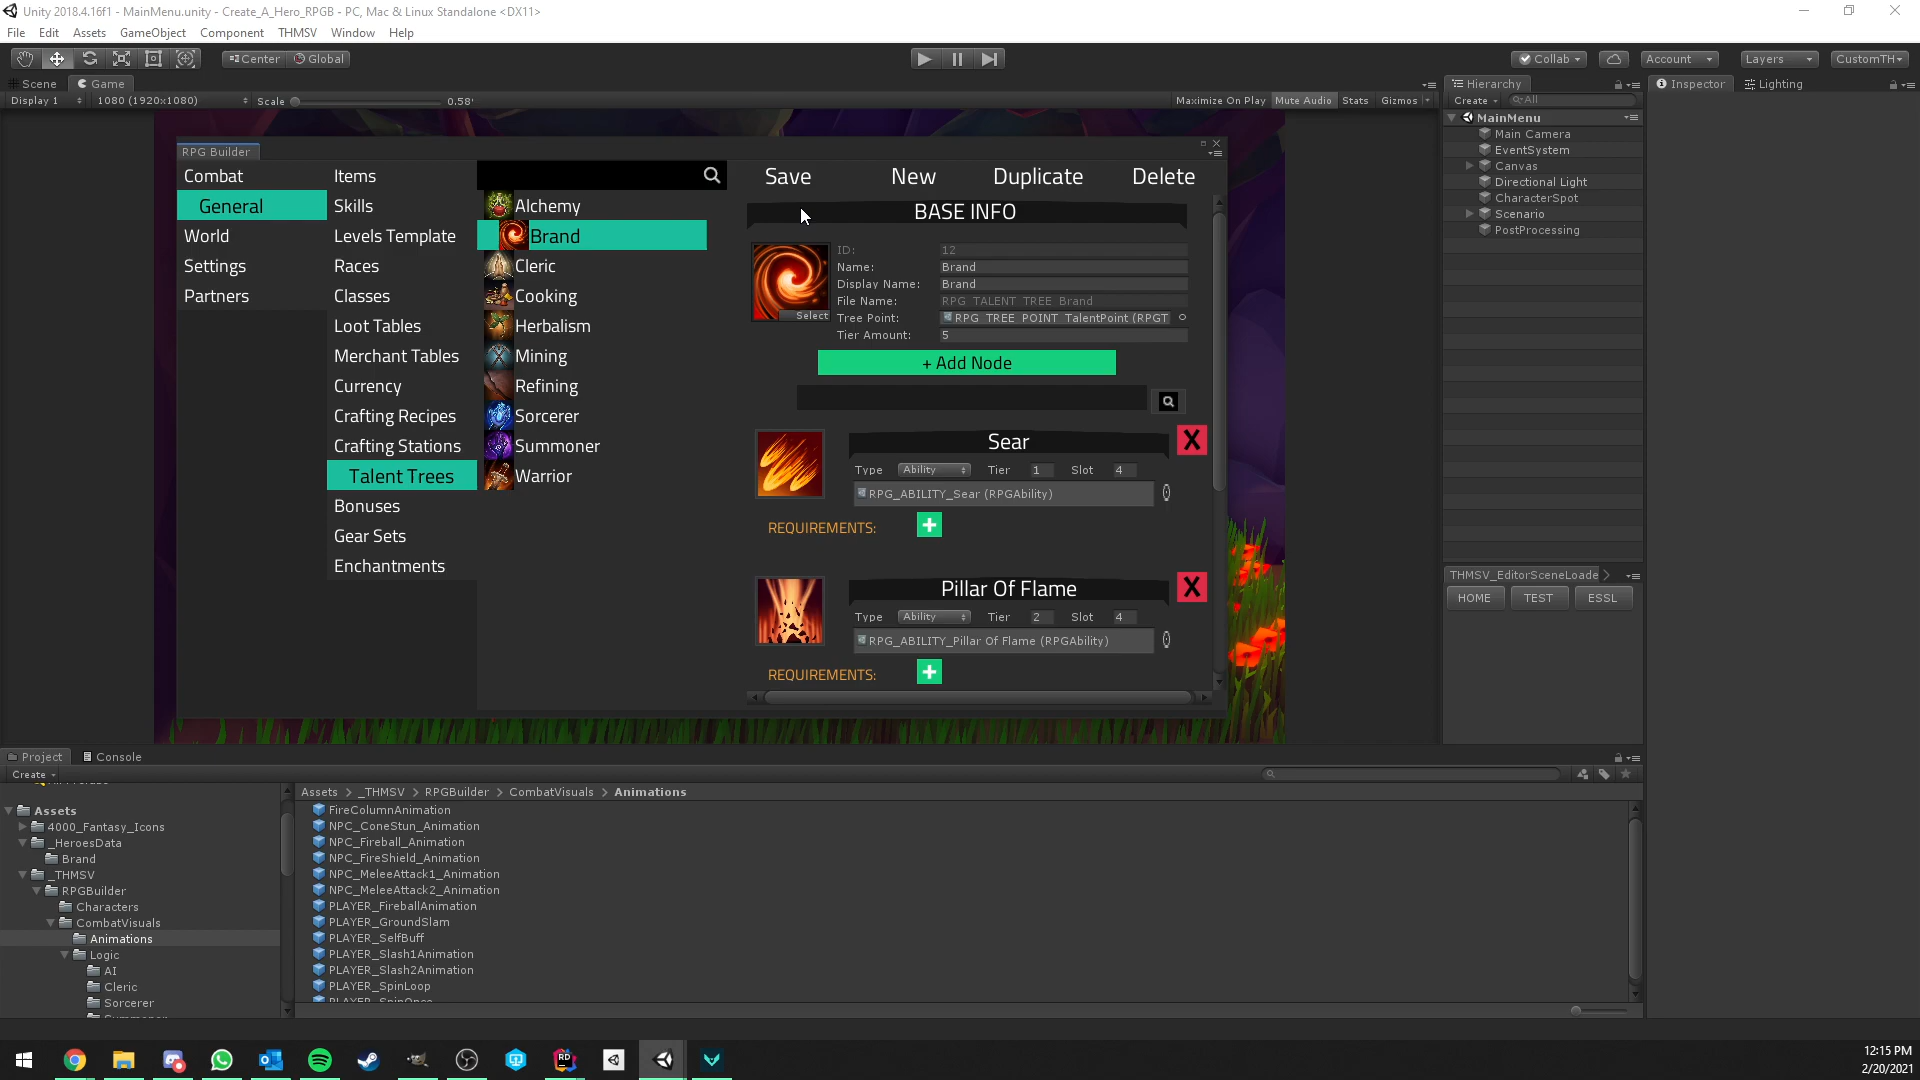 Unity 2018.4.16f1 - MainMenu.unity - Create_A_Hero_RPGB - PC, Mac & Linux Standalone <DX11>
File Edit Assets GameObject Component THMSV Window Help
Center Global
Collab Account Layers CustomTH
Scene Game
Display 1 1080 (1920x1080) Scale 0.58
Maximize On Play Mute Audio Stats Gizmos
Hierarchy
Create All
MainMenu
Main Camera
EventSystem
Canvas
Directional Light
CharacterSpot
Scenario
PostProcessing
Inspector Lighting
THMSV_EditorSceneLoade
HOME TEST ESSL
RPG Builder
Combat
General
World
Settings
Partners
Items
Skills
Levels Template
Races
Classes
Loot Tables
Merchant Tables
Currency
Crafting Recipes
Crafting Stations
Talent Trees
Bonuses
Gear Sets
Enchantments
Alchemy
Brand
Cleric
Cooking
Herbalism
Mining
Refining
Sorcerer
Summoner
Warrior
Save New Duplicate Delete
BASE INFO
Select
ID: 12
Name: Brand
Display Name: Brand
File Name: RPG_TALENT_TREE_Brand
Tree Point: RPG_TREE_POINT_TalentPoint (RPGT
Tier Amount: 5
+ Add Node
Sear
X
Type Ability Tier 1 Slot 4
RPG_ABILITY_Sear (RPGAbility)
REQUIREMENTS: +
Pillar Of Flame
X
Type Ability Tier 2 Slot 4
RPG_ABILITY_Pillar Of Flame (RPGAbility)
REQUIREMENTS: +
Project Console
Create
Assets
4000_Fantasy_Icons
_HeroesData
Brand
_THMSV
RPGBuilder
Characters
CombatVisuals
Animations
Logic
AI
Cleric
Sorcerer
Assets > _THMSV > RPGBuilder > CombatVisuals > Animations
FireColumnAnimation
NPC_ConeStun_Animation
NPC_Fireball_Animation
NPC_FireShield_Animation
NPC_MeleeAttack1_Animation
NPC_MeleeAttack2_Animation
PLAYER_FireballAnimation
PLAYER_GroundSlam
PLAYER_SelfBuff
PLAYER_Slash1Animation
PLAYER_Slash2Animation
PLAYER_SpinLoop
PLAYER_SpinOnce
RD
12:15 PM
2/20/2021